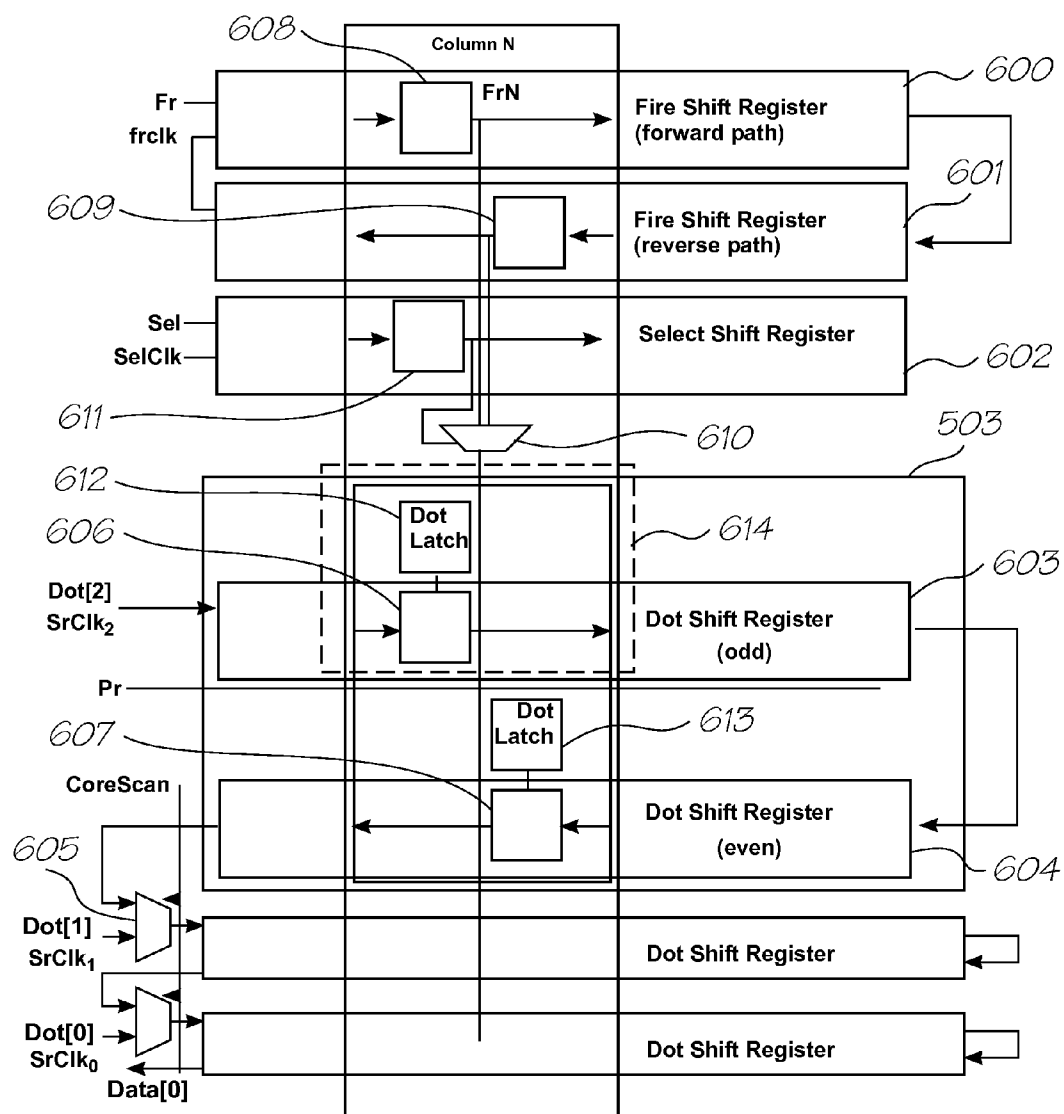 608
Column N
600
Fr
FrN
Fire Shift Register
(forward path)
frclk
601
609
Fire Shift Register
(reverse path)
Sel
Select Shift Register
SelClk
602
611
610
503
612
Dot
Latch
614
606
603
Dot[2]
SrClk2
Dot Shift Register
(odd)
Pr
Dot
Latch
613
607
CoreScan
Dot Shift Register
(even)
605
604
Dot[1]
SrClk1
Dot Shift Register
Dot[0]
SrClk0
Dot Shift Register
Data[0]